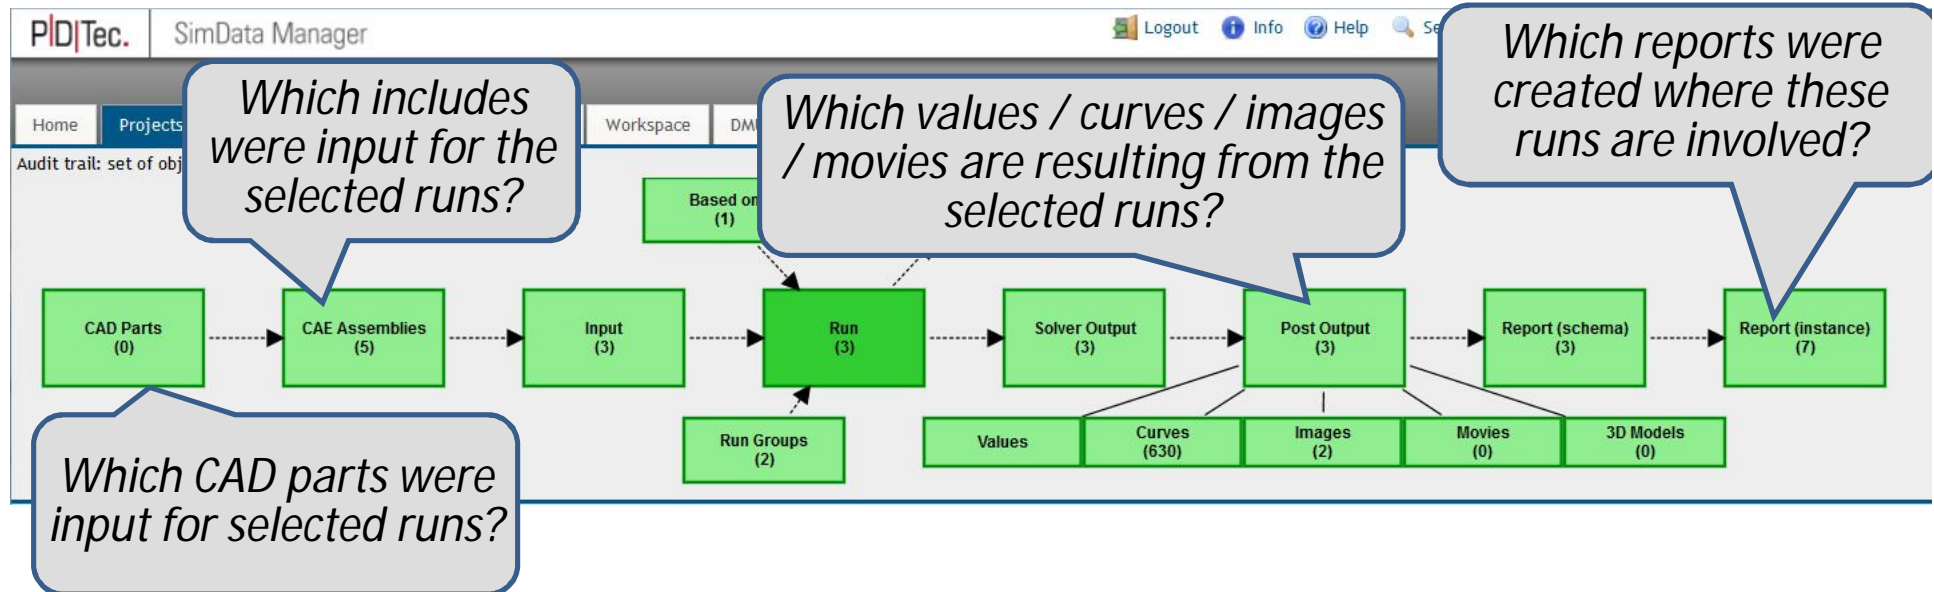 P|D|Tec. SimData Manager
Logout Info Help
Home Projects Workspace
Audit trail: set of
Which includes
were input for the
selected runs?
Which values / curves / images
/ movies are resulting from the
selected runs?
Which reports were
created where these
runs are involved?
Based on
(1)
CAD Parts
(0)
CAE Assemblies
(5)
Input
(3)
Run
(3)
Solver Output
(3)
Post Output
(3)
Report (schema)
(3)
Report (instance)
(7)
Run Groups
(2)
Values
Curves
(630)
Images
(2)
Movies
(0)
3D Models
(0)
Which CAD parts were
input for selected runs?